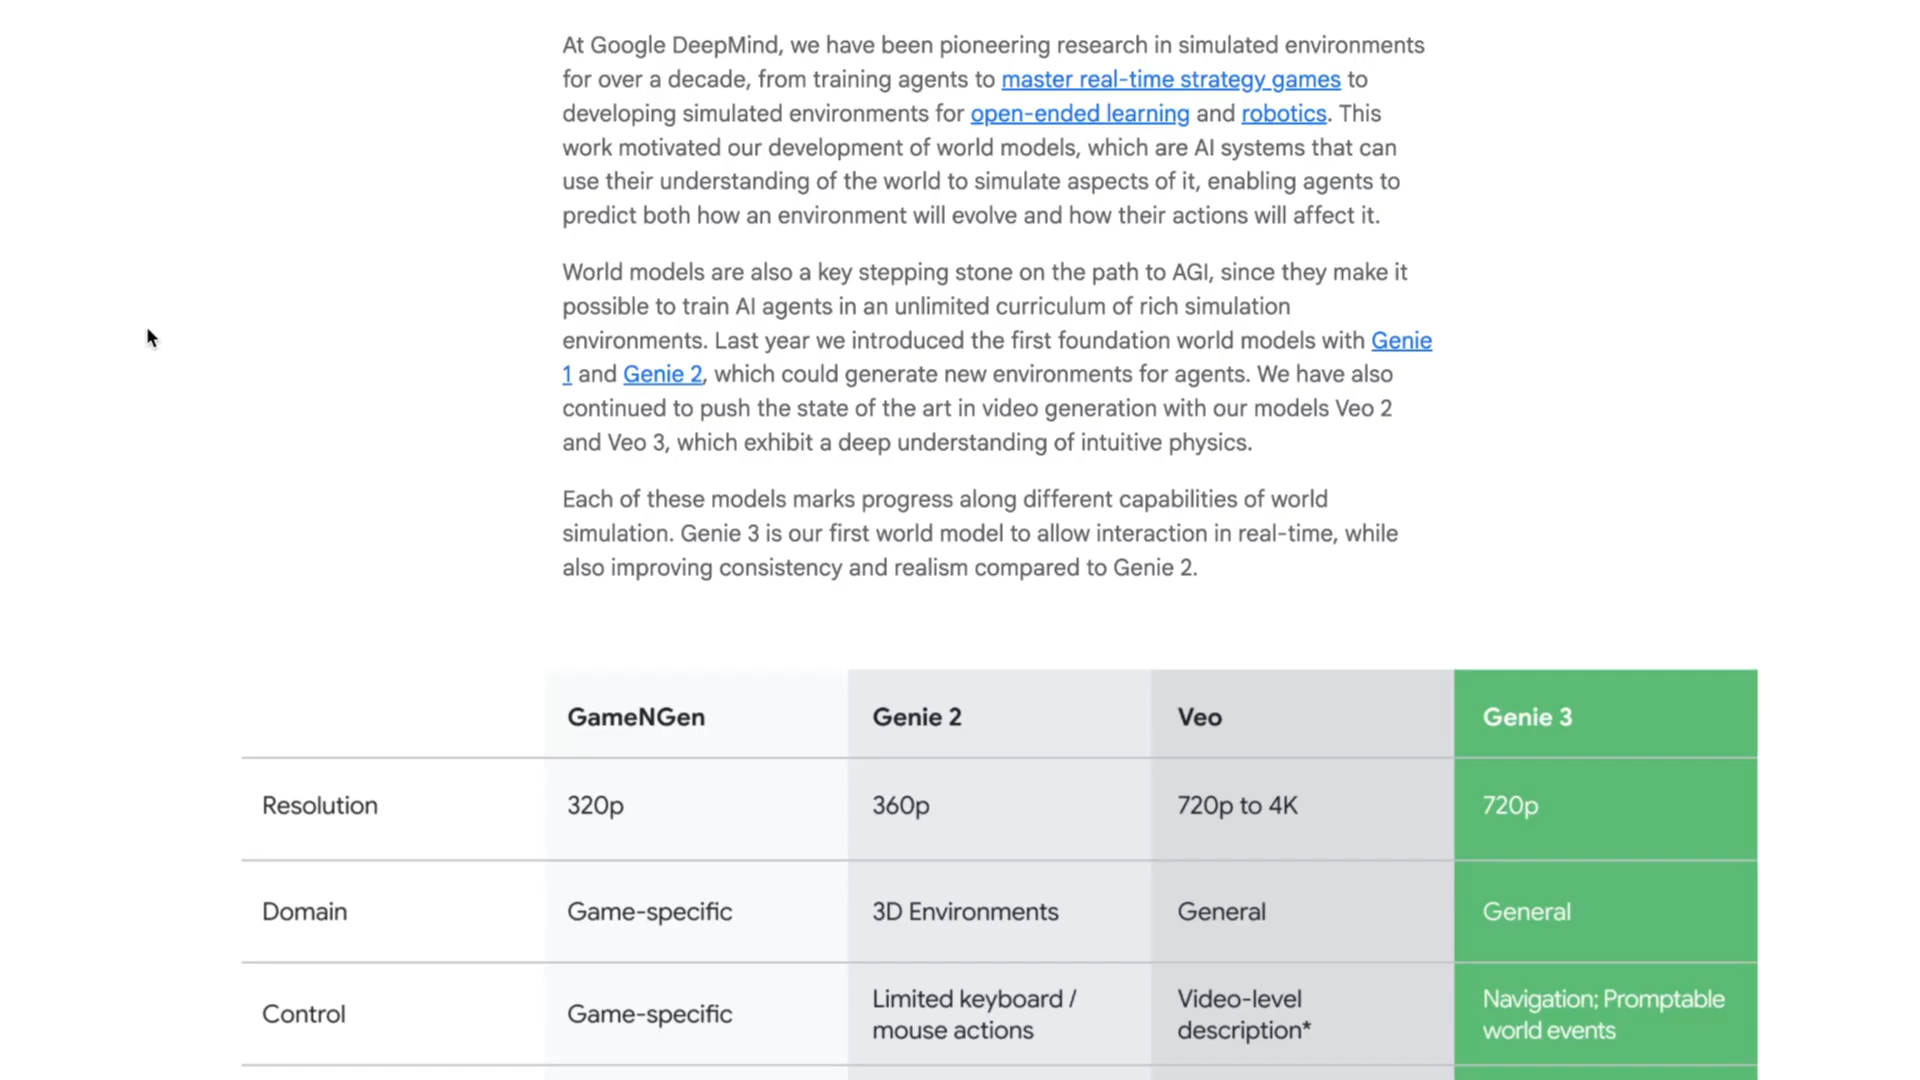 At Google DeepMind, we have been pioneering research in simulated environments
for over a decade, from training agents to master real-time strategy games to
developing simulated environments for open-ended learning and robotics. This
work motivated our development of world models, which are AI systems that can
use their understanding of the world to simulate aspects of it, enabling agents to
predict both how an environment will evolve and how their actions will affect it.
World models are also a key stepping stone on the path to AGI, since they make it
possible to train AI agents in an unlimited curriculum of rich simulation
environments. Last year we introduced the first foundation world models with Genie
1 and Genie 2, which could generate new environments for agents. We have also
continued to push the state of the art in video generation with our models Veo 2
and Veo 3, which exhibit a deep understanding of intuitive physics.
Each of these models marks progress along different capabilities of world
simulation. Genie 3 is our first world model to allow interaction in real-time, while
also improving consistency and realism compared to Genie 2.
GameNGen Genie 2 Veo Genie 3
Resolution 320p 360p 720p to 4K 720p
Domain Game-specific 3D Environments General General
Control Game-specific Limited keyboard / mouse actions Video-level description* Navigation; Promptable world events